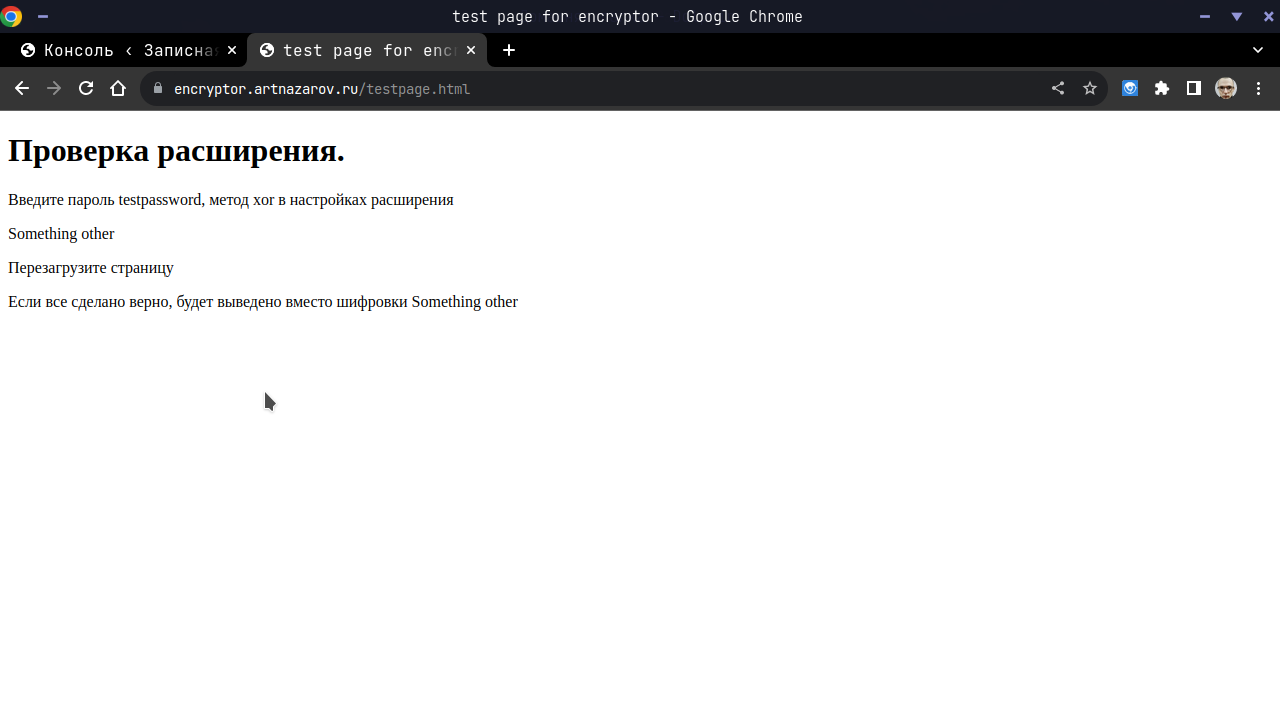 test page for encryptor - Google Chrome
Консоль ‹ Записная
test page for enc
encryptor.artnazarov.ru/testpage.html
Проверка расширения.
Введите пароль testpassword, метод xor в настройках расширения
Something other
Перезагрузите страницу
Если все сделано верно, будет выведено вместо шифровки Something other